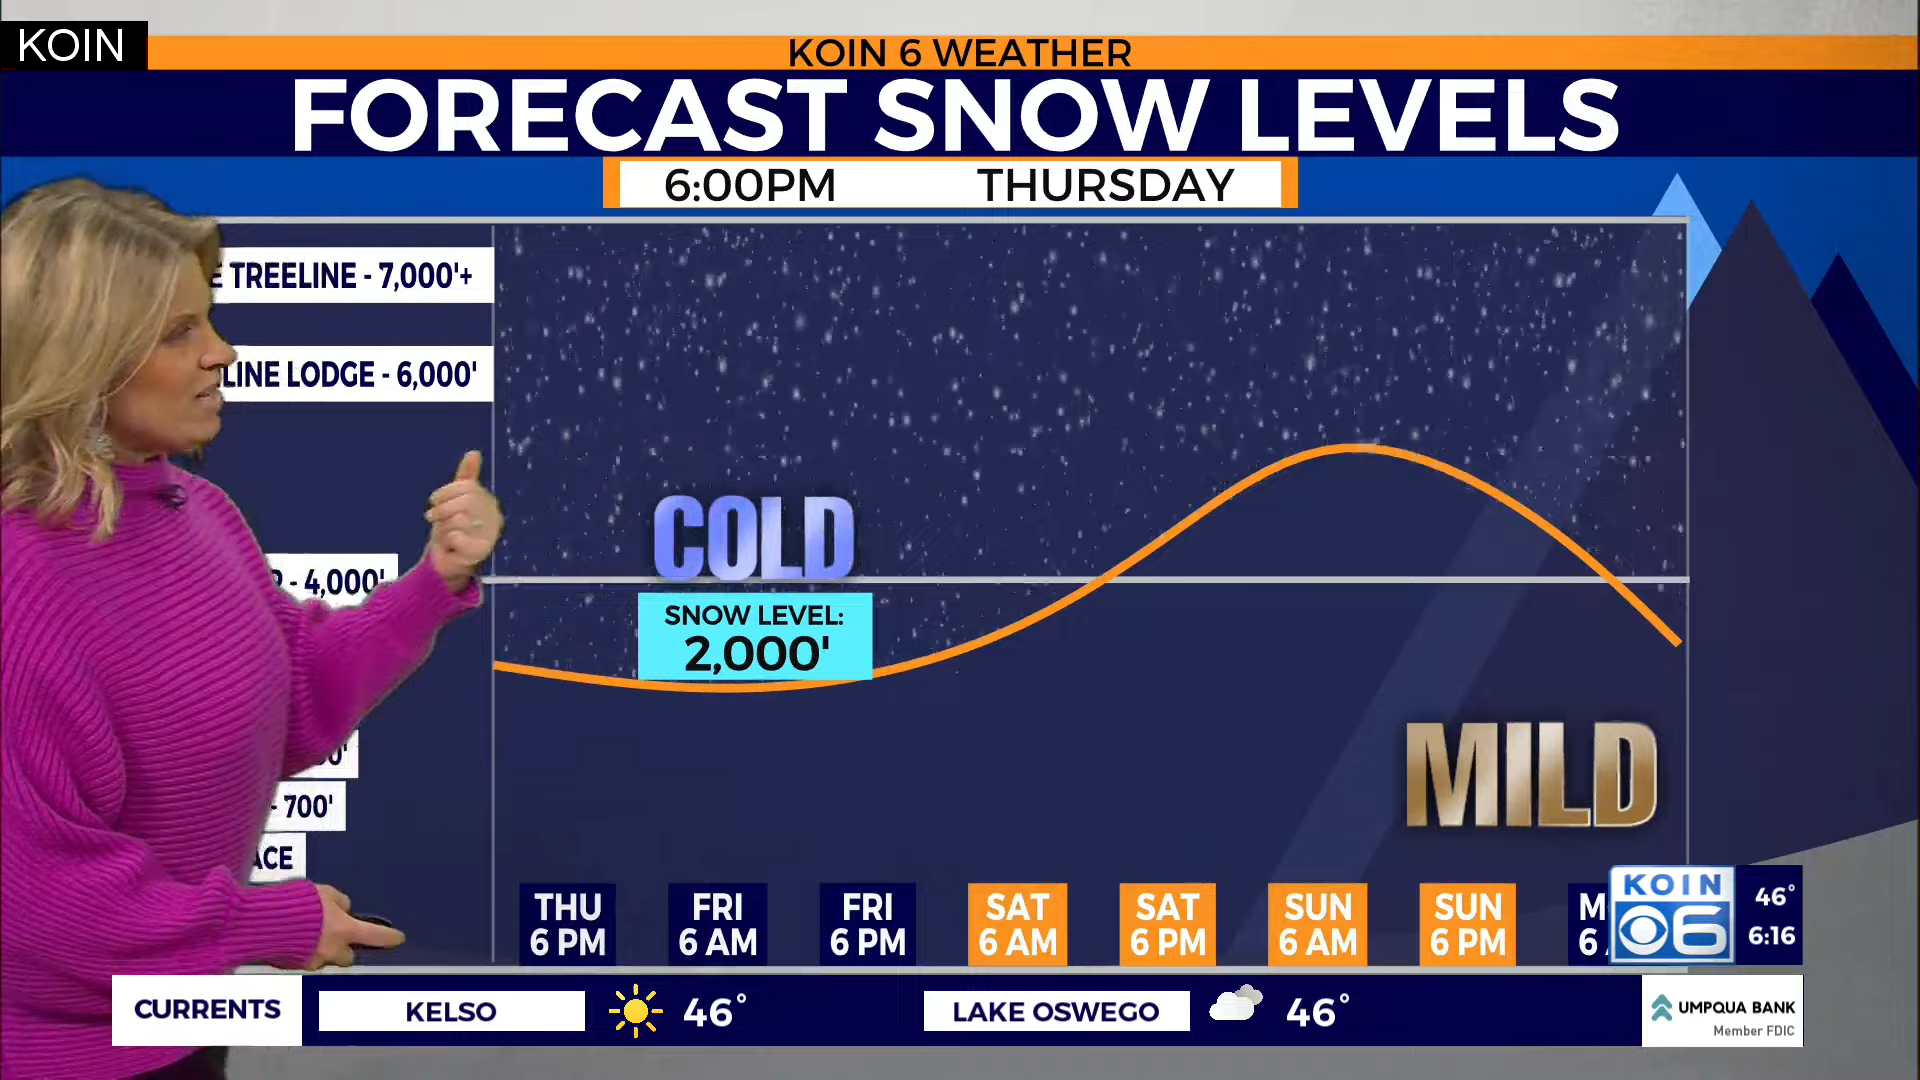 KOIN
KOIN 6 WEATHER
FORECAST SNOW LEVELS
6:00PM THURSDAY
TREELINE - 7,000'+
LODGE - 6,000'
- 4,000'
COLD
SNOW LEVEL:
2,000'
- 700'
MILD
THU
6 PM
FRI
6 AM
FRI
6 PM
SAT
6 AM
SAT
6 PM
SUN
6 AM
SUN
6 PM
6
KOIN
6
46°
6:16
CURRENTS
KELSO
46°
LAKE OSWEGO
46°
UMPQUA BANK
Member FDIC